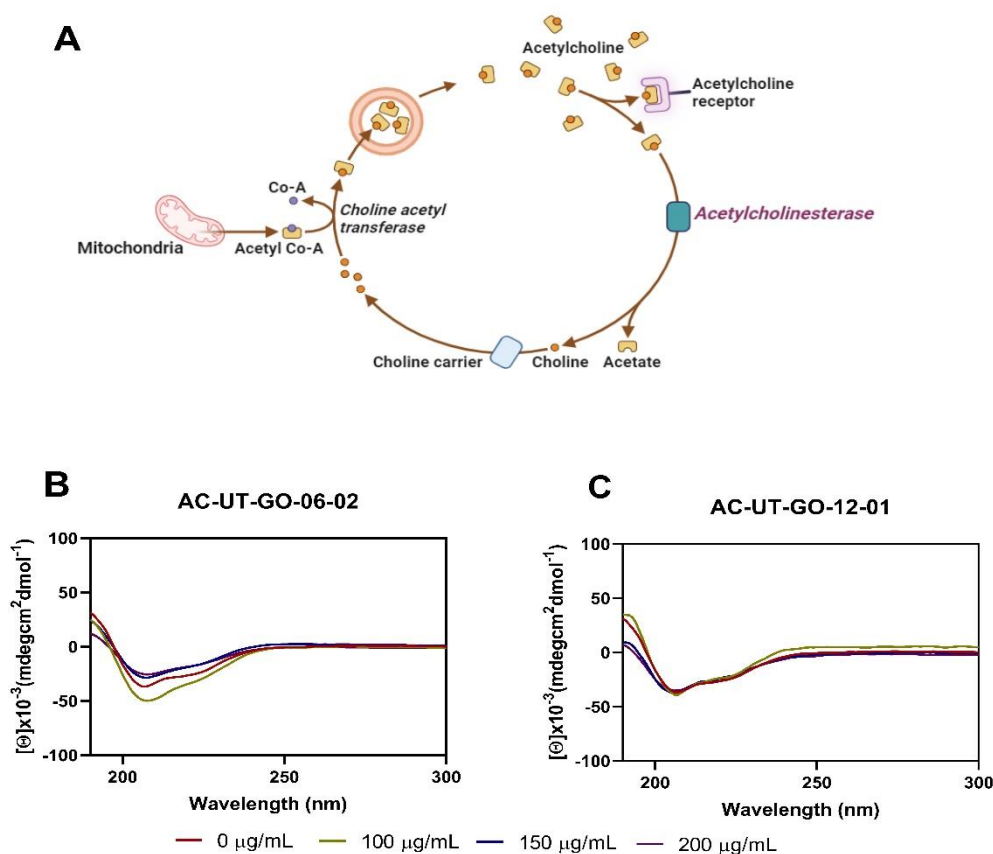 A
Acetylcholine
Acetylcholine
receptor
Co-A
Choline acetyl
transferase
Acetylcholinesterase
Mitochondria
Acetyl Co-A
Choline carrier
Choline
Acetate
B
AC-UT-GO-06-02
[Θ]x10⁻³(mdegcm²dmol⁻¹)
100
50
0
-50
-100
200
250
300
Wavelength (nm)
C
AC-UT-GO-12-01
[Θ]x10⁻³(mdegcm²dmol⁻¹)
100
50
0
-50
-100
200
250
300
Wavelength (nm)
0 μg/mL
100 μg/mL
150 μg/mL
200 μg/mL